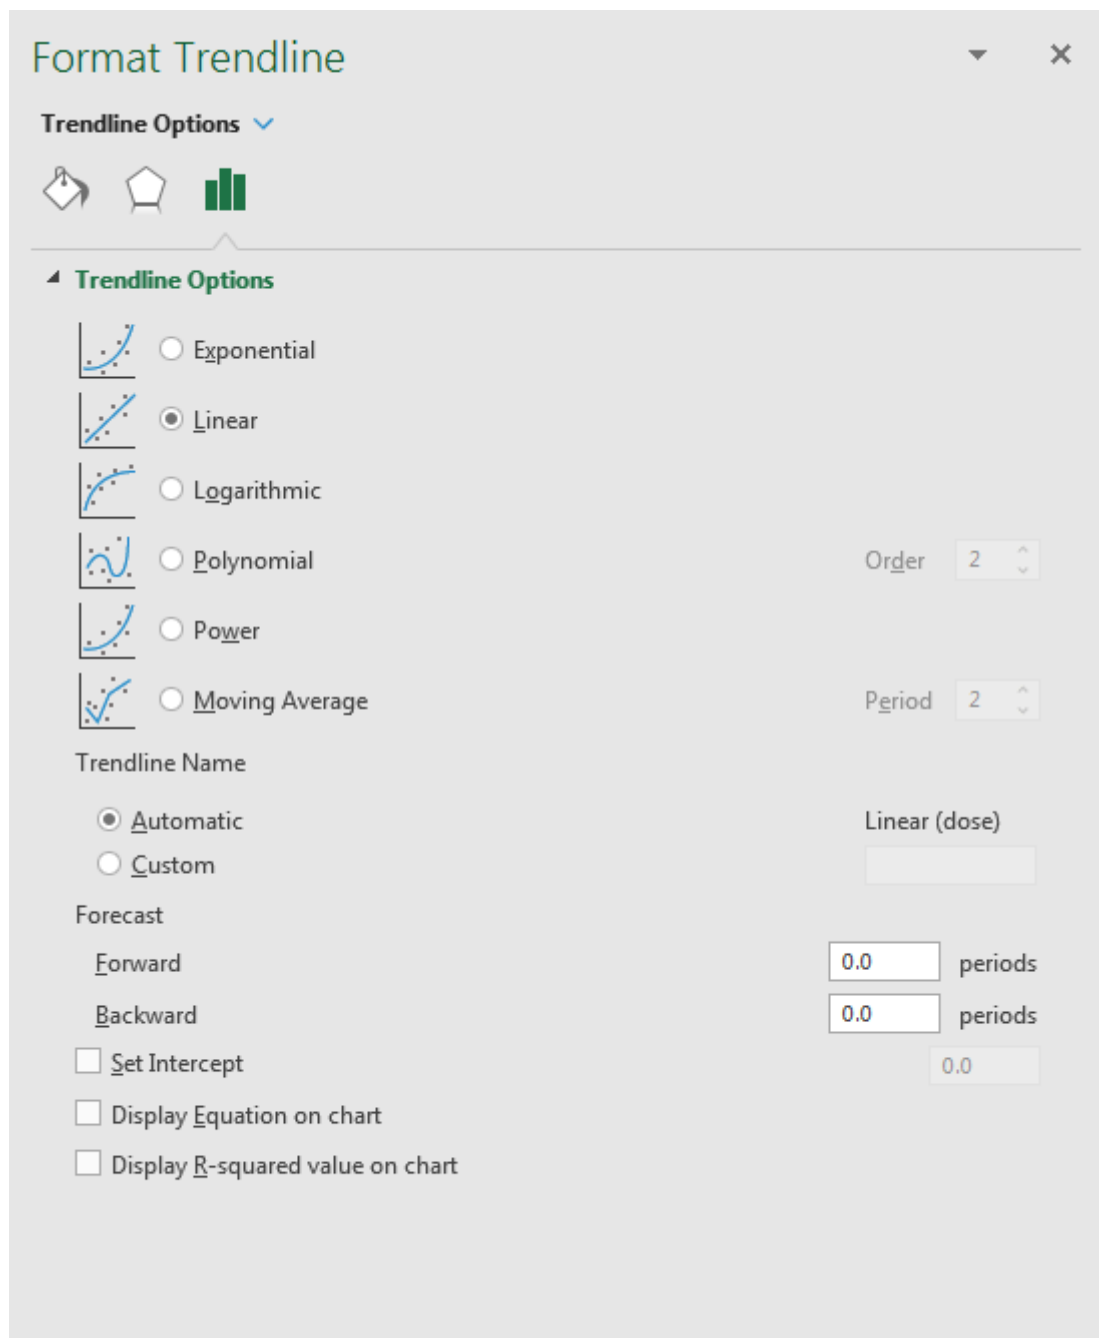 Format Trendline
Trendline Options
Trendline Options
Exponential
Linear
Logarithmic
Polynomial Order 2
Power
Moving Average Period 2
Trendline Name
Automatic Linear (dose)
Custom
Forecast
Forward 0.0 periods
Backward 0.0 periods
Set Intercept 0.0
Display Equation on chart
Display R-squared value on chart